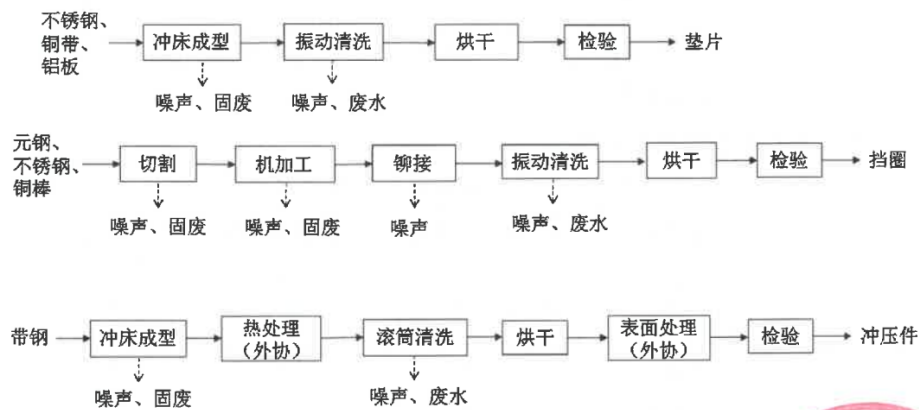 不锈钢、
铜带、
铝板
冲床成型
振动清洗
烘干
检验
垫片
噪声、固废
噪声、废水
元钢、
不锈钢、
铜棒
切割
机加工
铆接
振动清洗
烘干
检验
挡圈
噪声、固废
噪声、固废
噪声
噪声、废水
带钢
冲床成型
热处理
（外协）
滚筒清洗
烘干
表面处理
（外协）
检验
冲压件
噪声、固废
噪声、废水